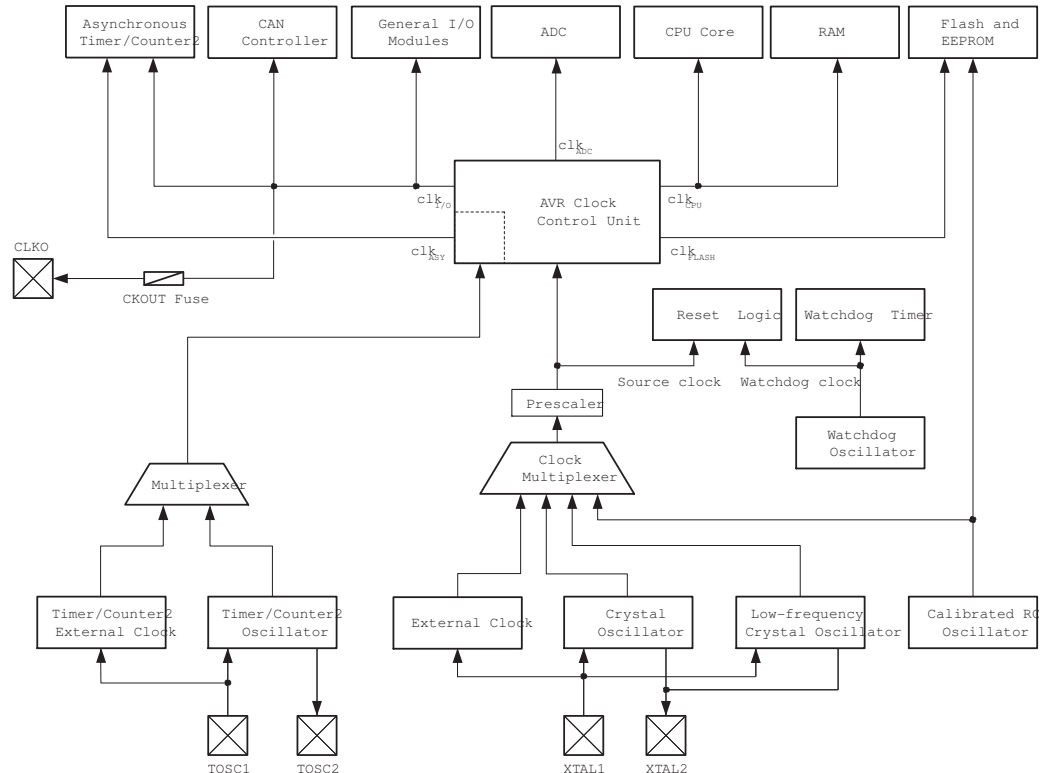 Asynchronous
Timer/Counter2
CAN
Controller
General I/O
Modules
ADC
CPU Core
RAM
Flash and
EEPROM
clkADC
clkI/O
AVR Clock
Control Unit
clkCPU
clkASY
clkFLASH
CLKO
CKOUT Fuse
Reset Logic
Watchdog Timer
Source clock
Watchdog clock
Prescaler
Watchdog
Oscillator
Clock
Multiplexer
Multiplexer
Timer/Counter2
External Clock
Timer/Counter2
Oscillator
External Clock
Crystal
Oscillator
Low-frequency
Crystal Oscillator
Calibrated RC
Oscillator
TOSC1
TOSC2
XTAL1
XTAL2